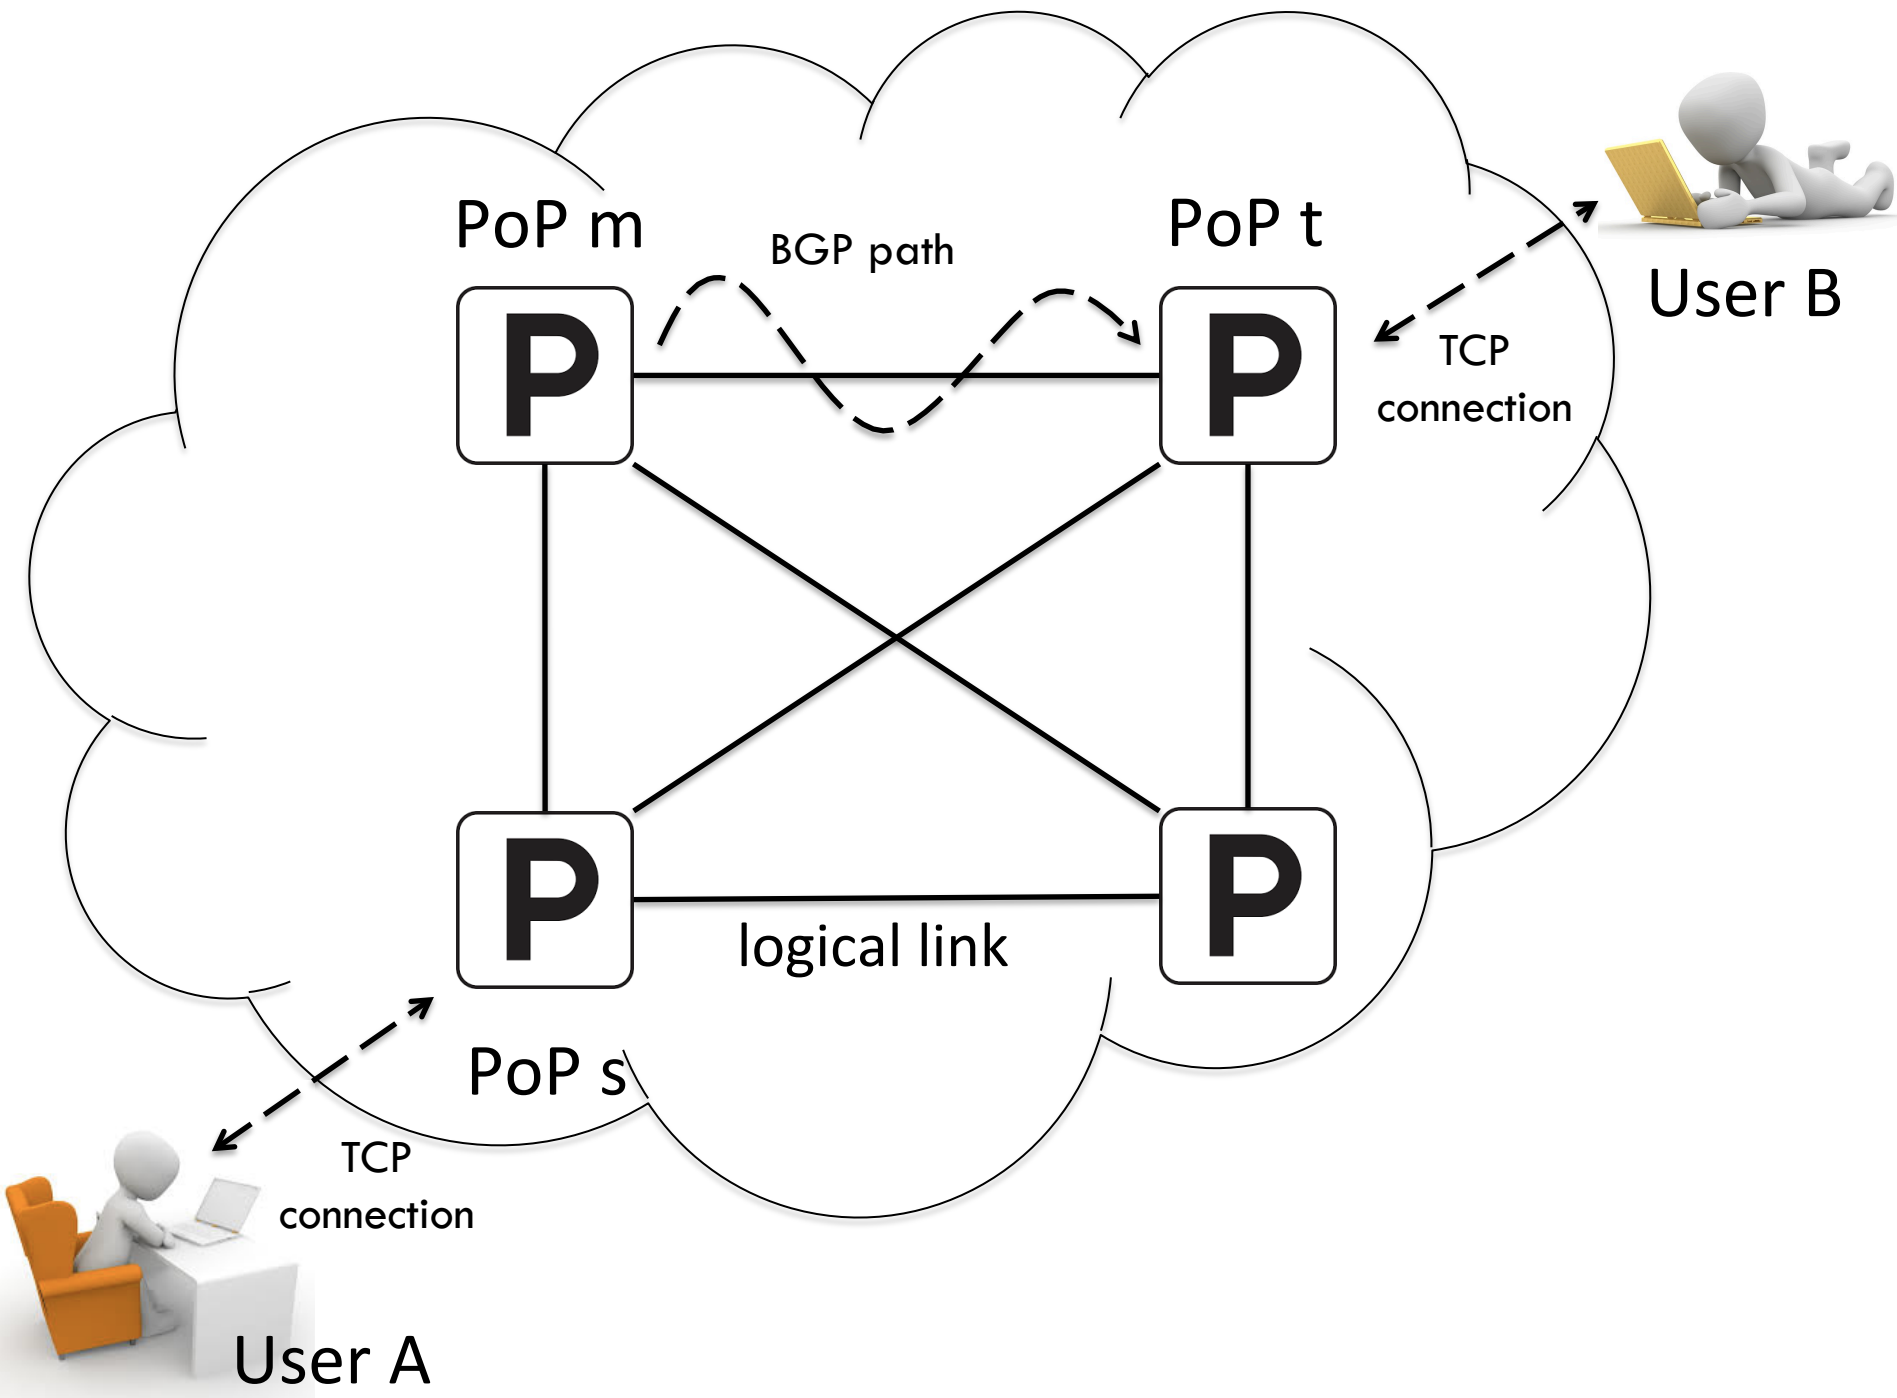 PoP m
PoP t
BGP path
User B
P
P
TCP
connection
P
P
logical link
PoP s
TCP
connection
User A